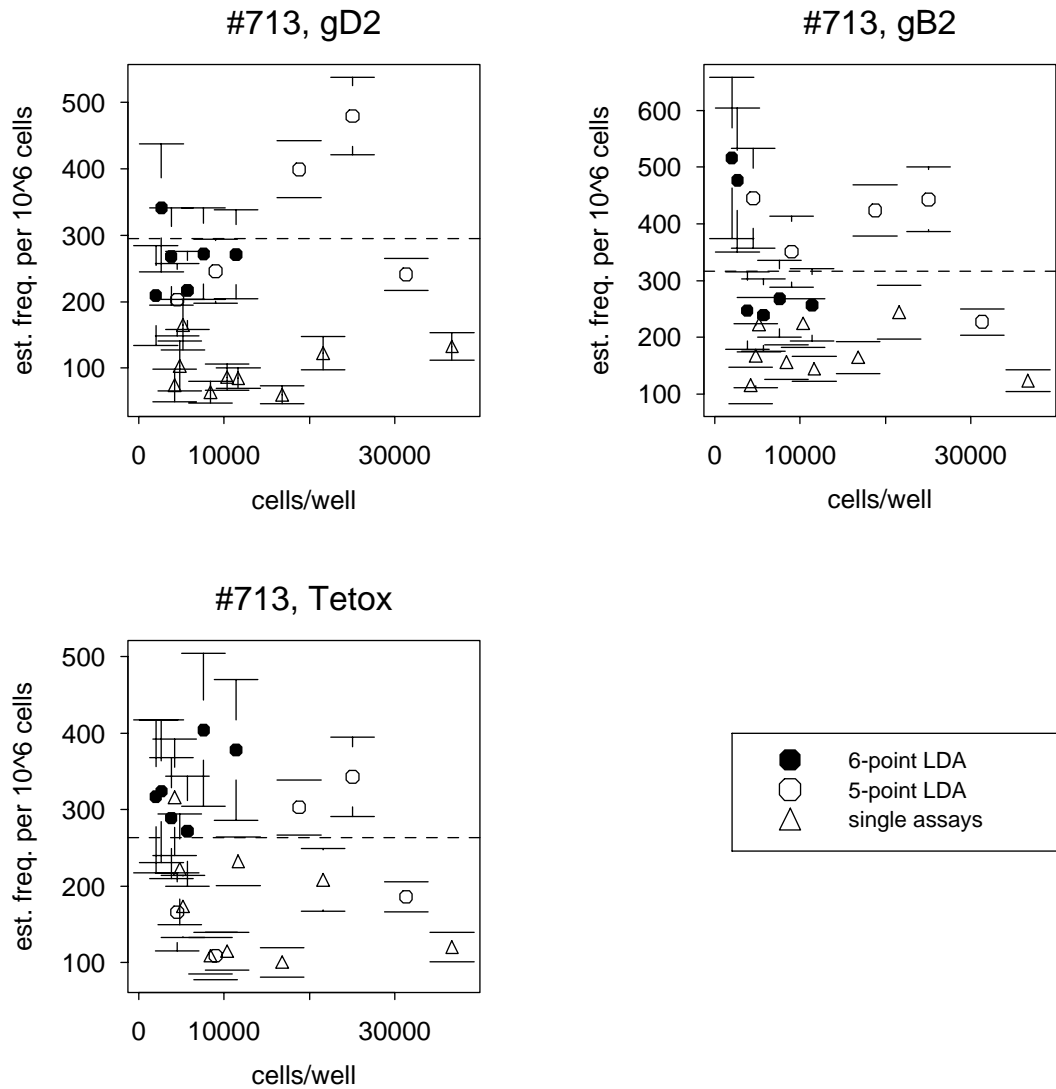 #713, gD2
est. freq. per 10^6 cells
500
400
300
200
100
0
10000
30000
cells/well
#713, gB2
est. freq. per 10^6 cells
600
500
400
300
200
100
0
10000
30000
cells/well
#713, Tetox
est. freq. per 10^6 cells
500
400
300
200
100
0
10000
30000
cells/well
6-point LDA
5-point LDA
single assays